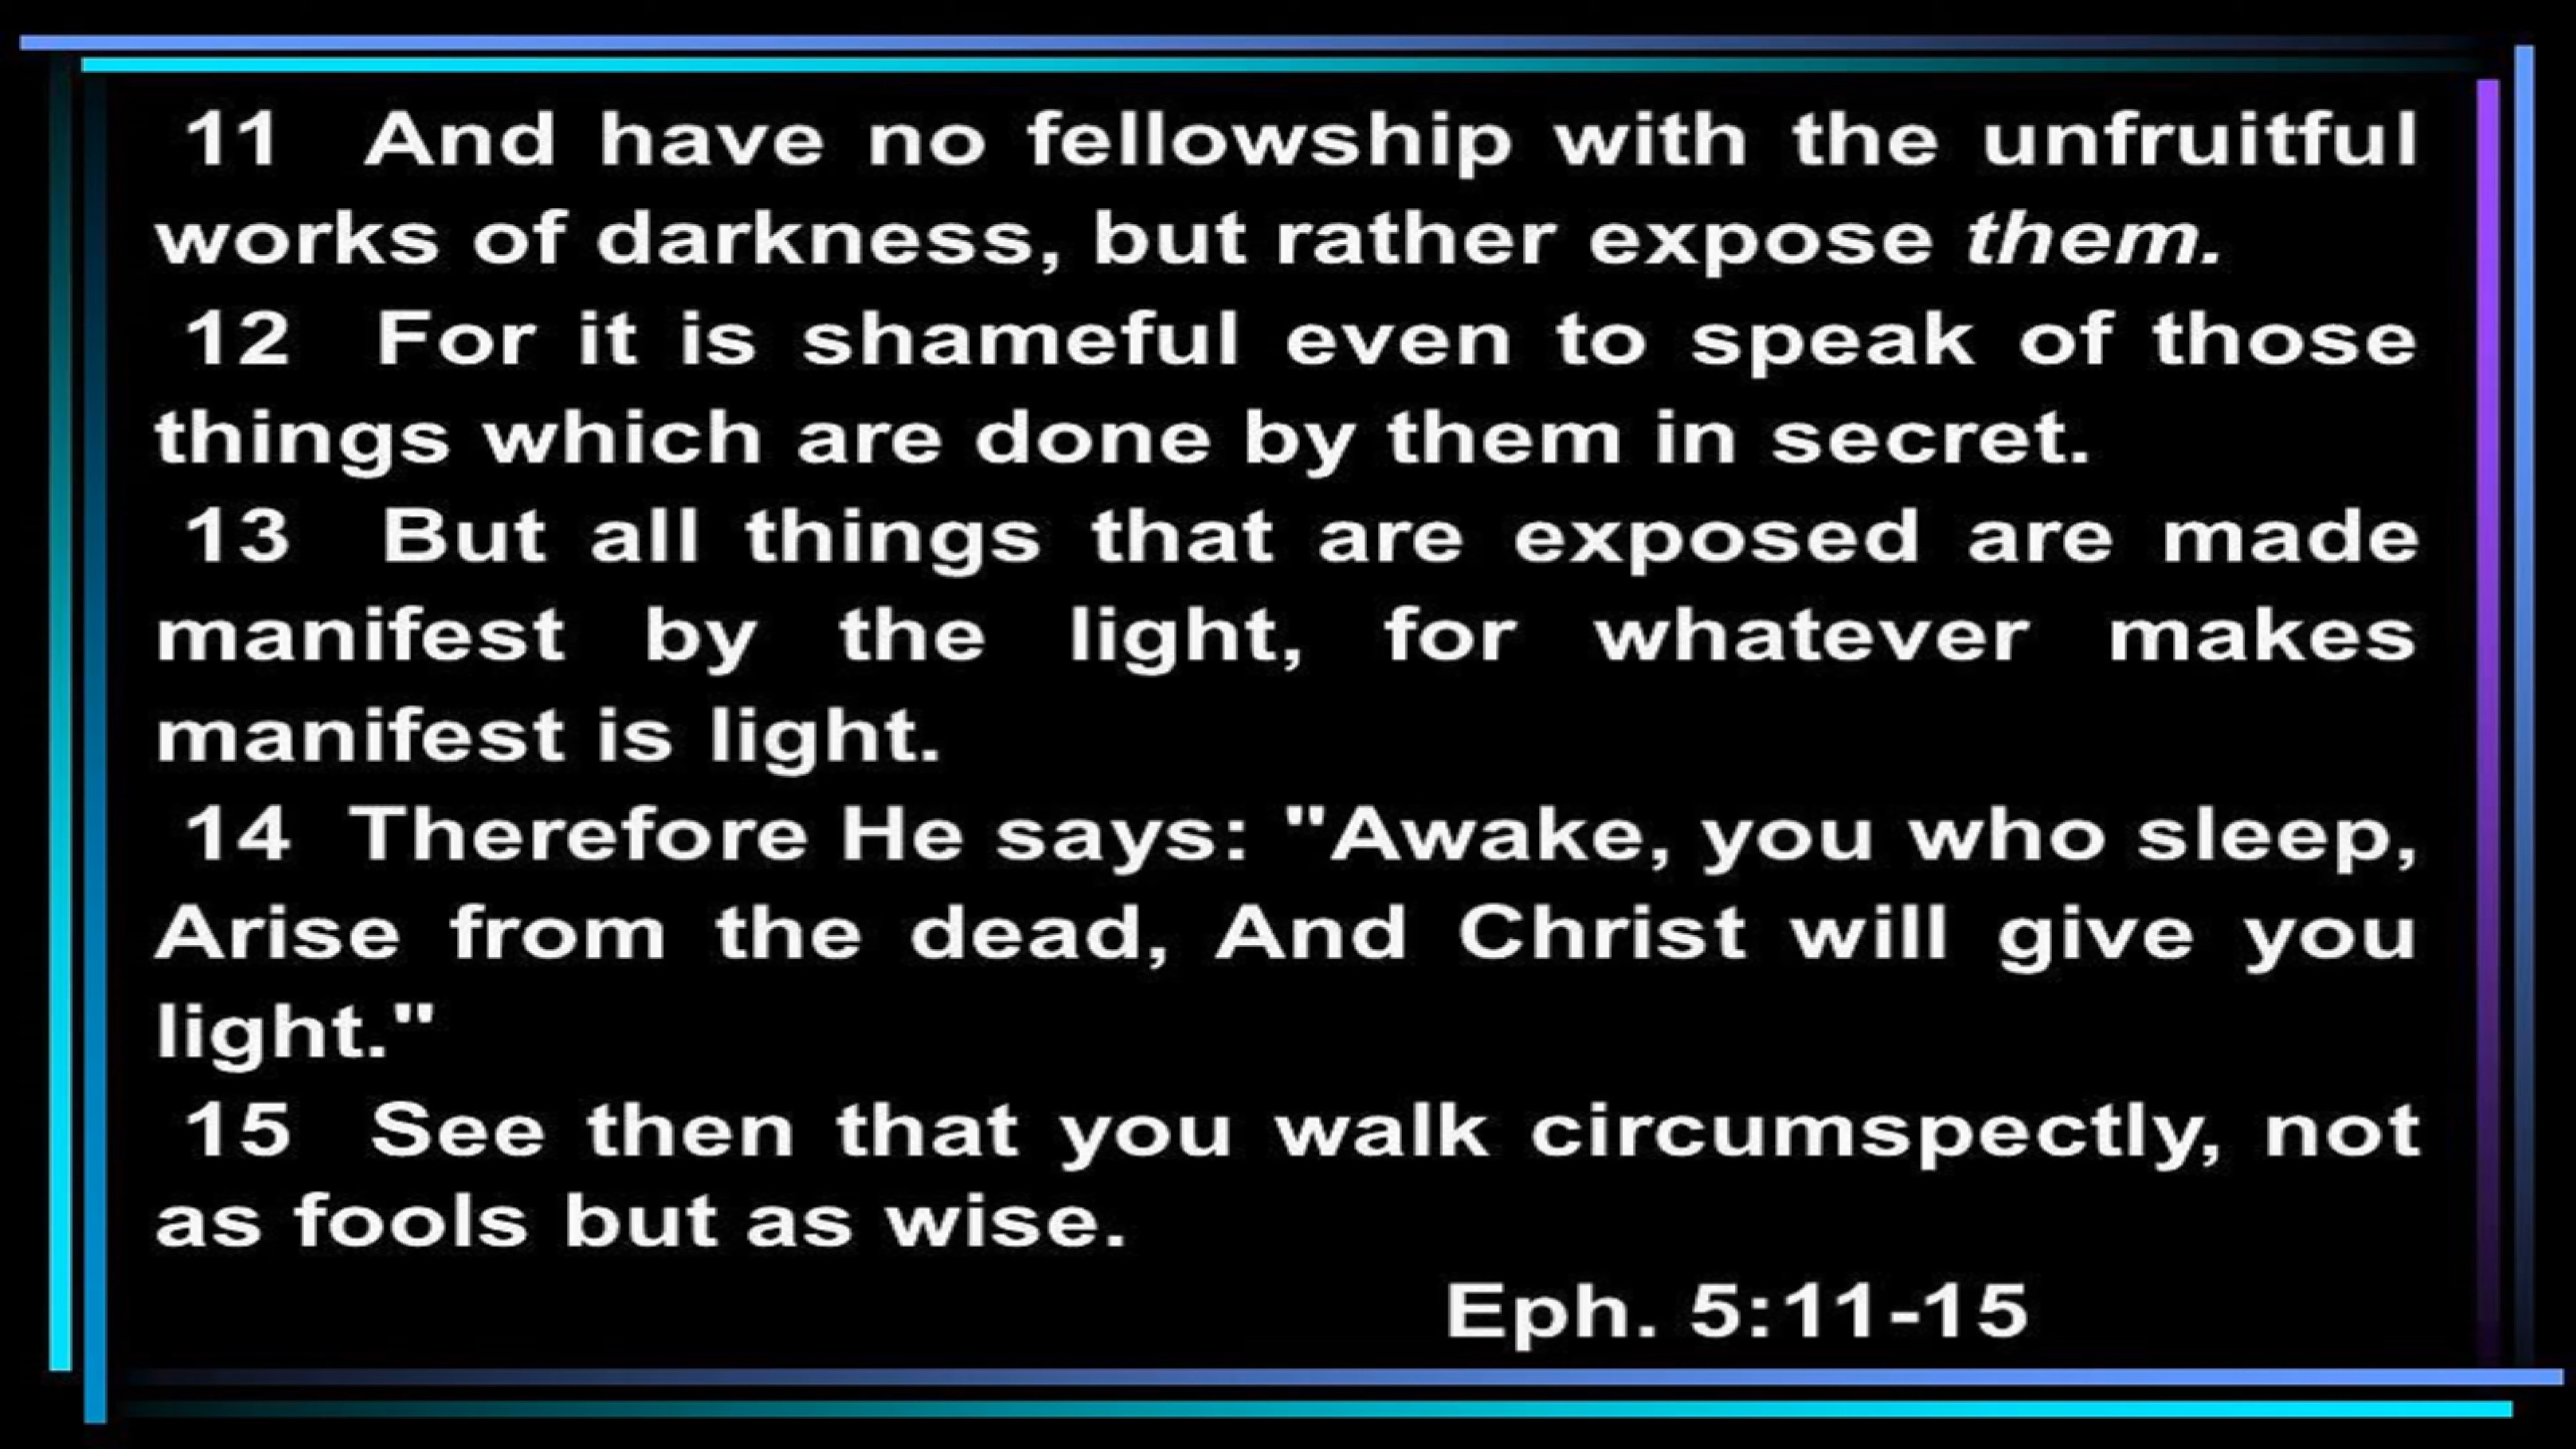 11 And have no fellowship with the unfruitful
works of darkness, but rather expose them.
12 For it is shameful even to speak of those
things which are done by them in secret.
13 But all things that are exposed are made
manifest by the light, for whatever makes
manifest is light.
14 Therefore He says: "Awake, you who sleep,
Arise from the dead, And Christ will give you
light."
15 See then that you walk circumspectly, not
as fools but as wise.
Eph. 5:11-15